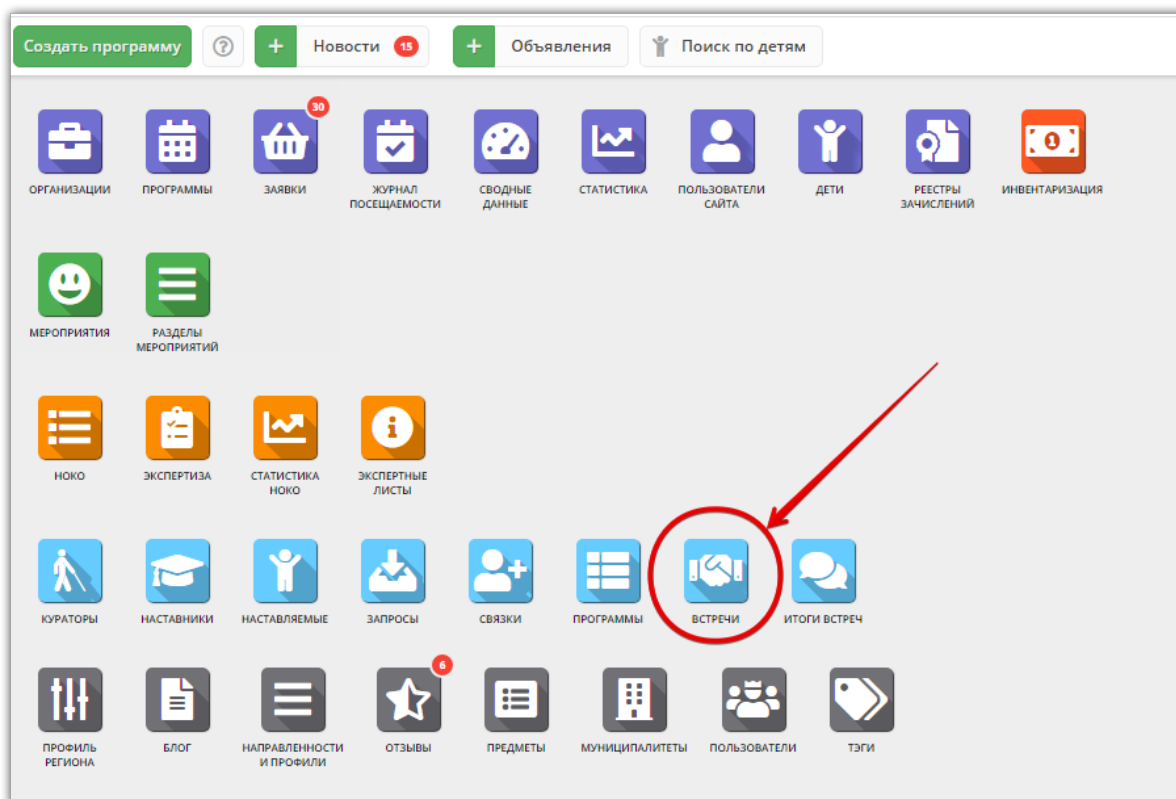 Создать программу
Новости 15
Объявления
Поиск по детям
30
ОРГАНИЗАЦИИ
ПРОГРАММЫ
ЗАЯВКИ
ЖУРНАЛ
ПОСЕЩАЕМОСТИ
СВОДНЫЕ
ДАННЫЕ
СТАТИСТИКА
ПОЛЬЗОВАТЕЛИ
САЙТА
ДЕТИ
РЕЕСТРЫ
ЗАЧИСЛЕНИЙ
1
ИНВЕНТАРИЗАЦИЯ
МЕРОПРИЯТИЯ
РАЗДЕЛЫ
МЕРОПРИЯТИЙ
НОКО
ЭКСПЕРТИЗА
СТАТИСТИКА
НОКО
ЭКСПЕРТНЫЕ
ЛИСТЫ
КУРАТОРЫ
НАСТАВНИКИ
НАСТАВЛЯЕМЫЕ
ЗАПРОСЫ
СВЯЗКИ
ПРОГРАММЫ
ВСТРЕЧИ
ИТОГИ ВСТРЕЧ
6
ПРОФИЛЬ
РЕГИОНА
БЛОГ
НАПРАВЛЕННОСТИ
И ПРОФИЛИ
ОТЗЫВЫ
ПРЕДМЕТЫ
МУНИЦИПАЛИТЕТЫ
ПОЛЬЗОВАТЕЛИ
ТЭГИ